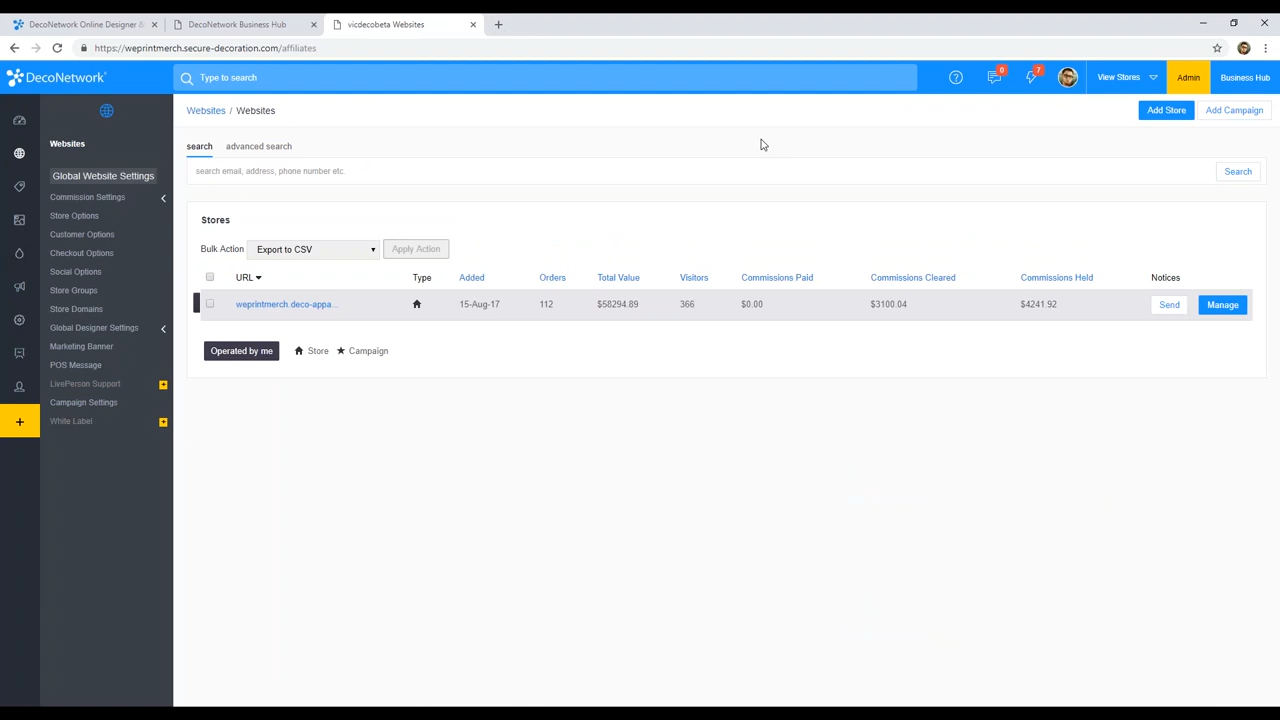 DecoNetwork Online Designer &
DecoNetwork Business Hub
vicdecobeta Websites
https://weprintmerch.secure-decoration.com/affiliates
DecoNetwork
Type to search
0
7
View Stores
Admin
Business Hub
Websites / Websites
Add Store
Add Campaign
Websites
Global Website Settings
Commission Settings
Store Options
Customer Options
Checkout Options
Social Options
Store Groups
Store Domains
Global Designer Settings
Marketing Banner
POS Message
LivePerson Support
Campaign Settings
White Label
search advanced search
search email, address, phone number etc.
Search
Stores
Bulk Action Export to CSV Apply Action
URL Type Added Orders Total Value Visitors Commissions Paid Commissions Cleared Commissions Held Notices
weprintmerch.deco-appa... 15-Aug-17 112 $58294.89 366 $0.00 $3100.04 $4241.92 Send Manage
Operated by me Store Campaign